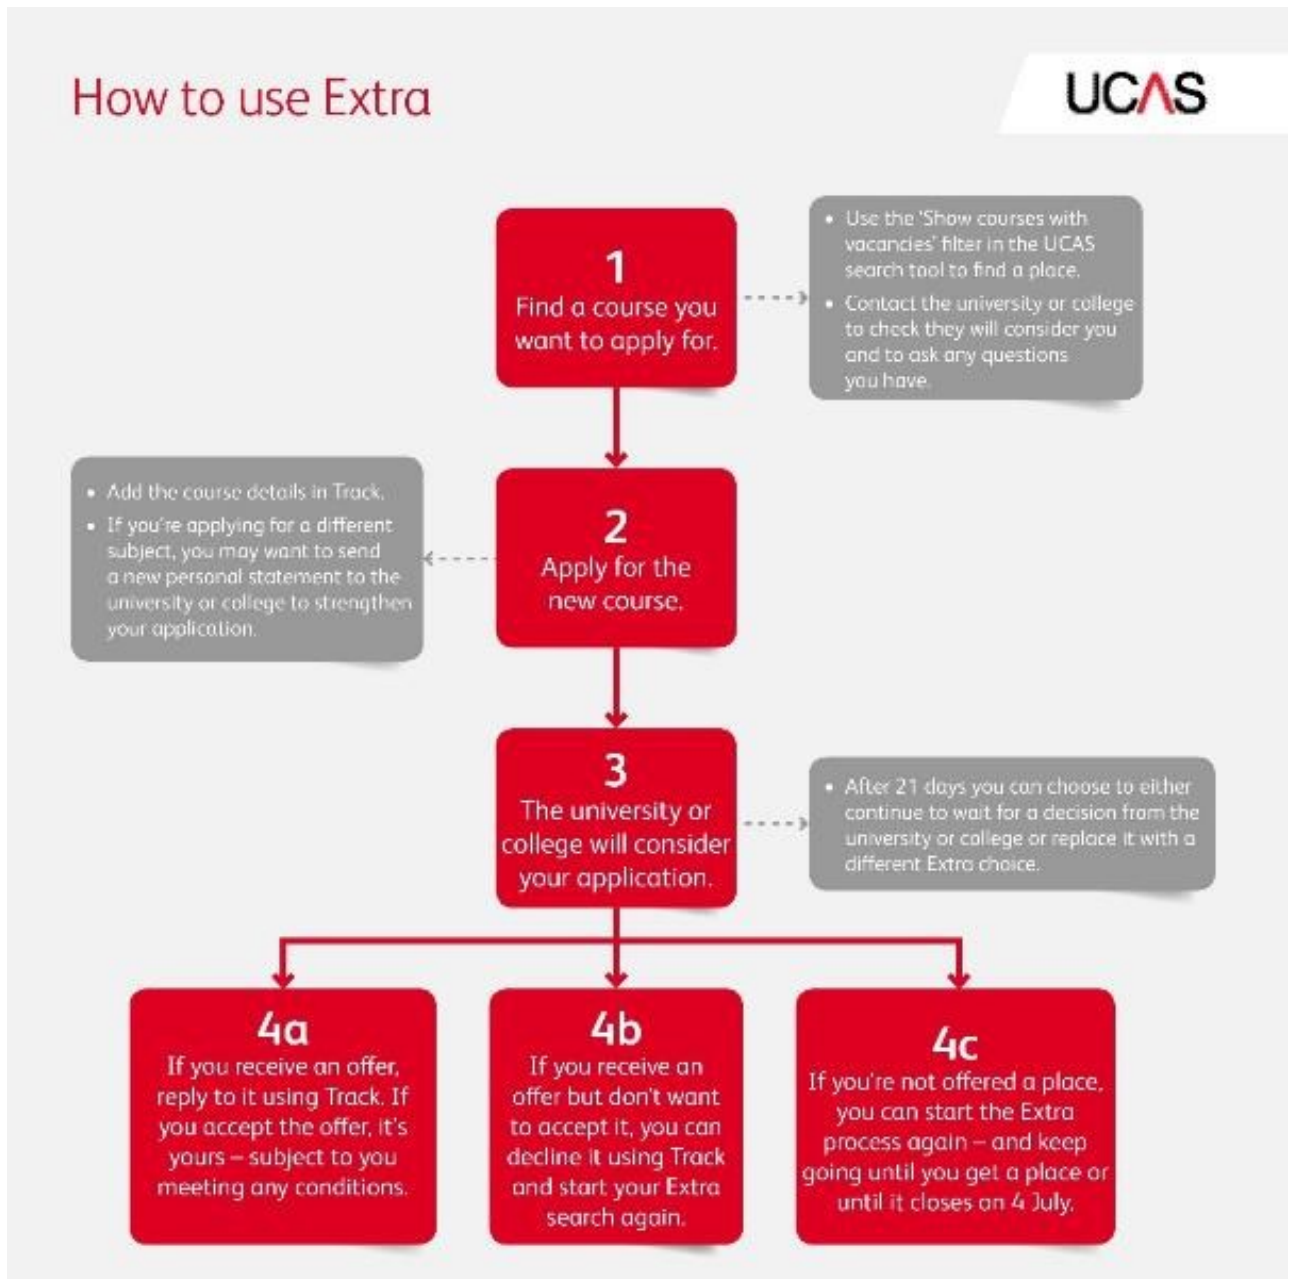 How to use Extra
UCAS
1
Find a course you
want to apply for.
• Use the 'Show courses with
vacancies' filter in the UCAS
search tool to find a place.
• Contact the university or college
to check they will consider you
and to ask any questions
you have.
2
Apply for the
new course.
• Add the course details in Track.
• If you're applying for a different
subject, you may want to send
a new personal statement to the
university or college to strengthen
your application.
3
The university or
college will consider
your application.
• After 21 days you can choose to either
continue to wait for a decision from the
university or college or replace it with a
different Extra choice.
4a
If you receive an offer,
reply to it using Track. If
you accept the offer, it's
yours – subject to you
meeting any conditions.
4b
If you receive an
offer but don't want
to accept it, you can
decline it using Track
and start your Extra
search again.
4c
If you're not offered a place,
you can start the Extra
process again – and keep
going until you get a place or
until it closes on 4 July.